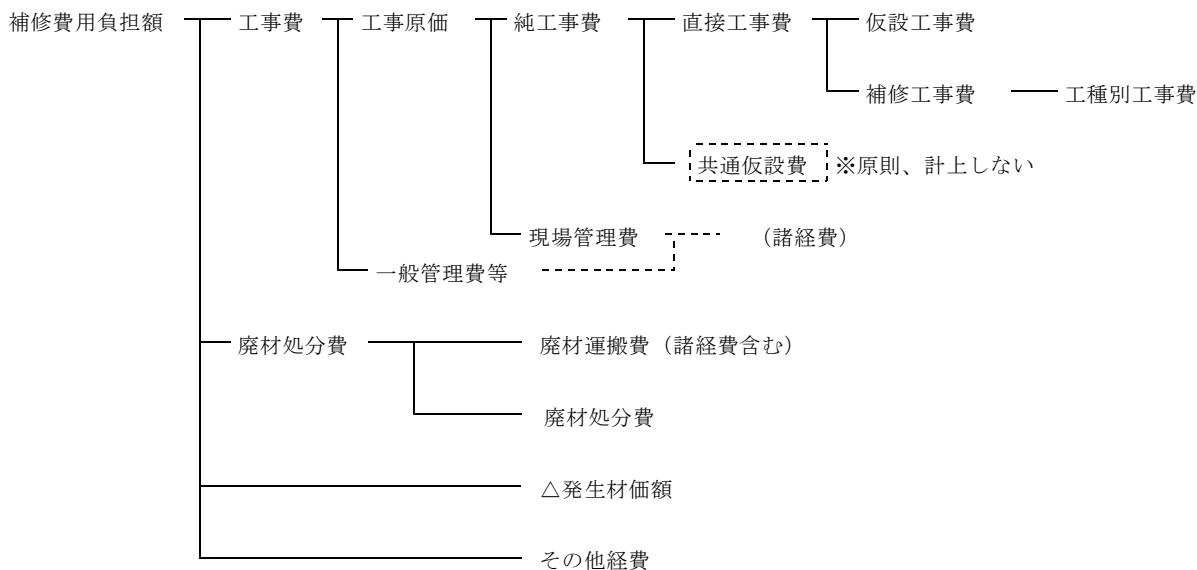 補修費用負担額 工事費 工事原価 純工事費 直接工事費 仮設工事費
補修工事費 工種別工事費
共通仮設費 ※原則、計上しない
現場管理費 (諸経費)
一般管理費等
廃材処分費 廃材運搬費(諸経費含む)
廃材処分費
△発生材価額
その他経費